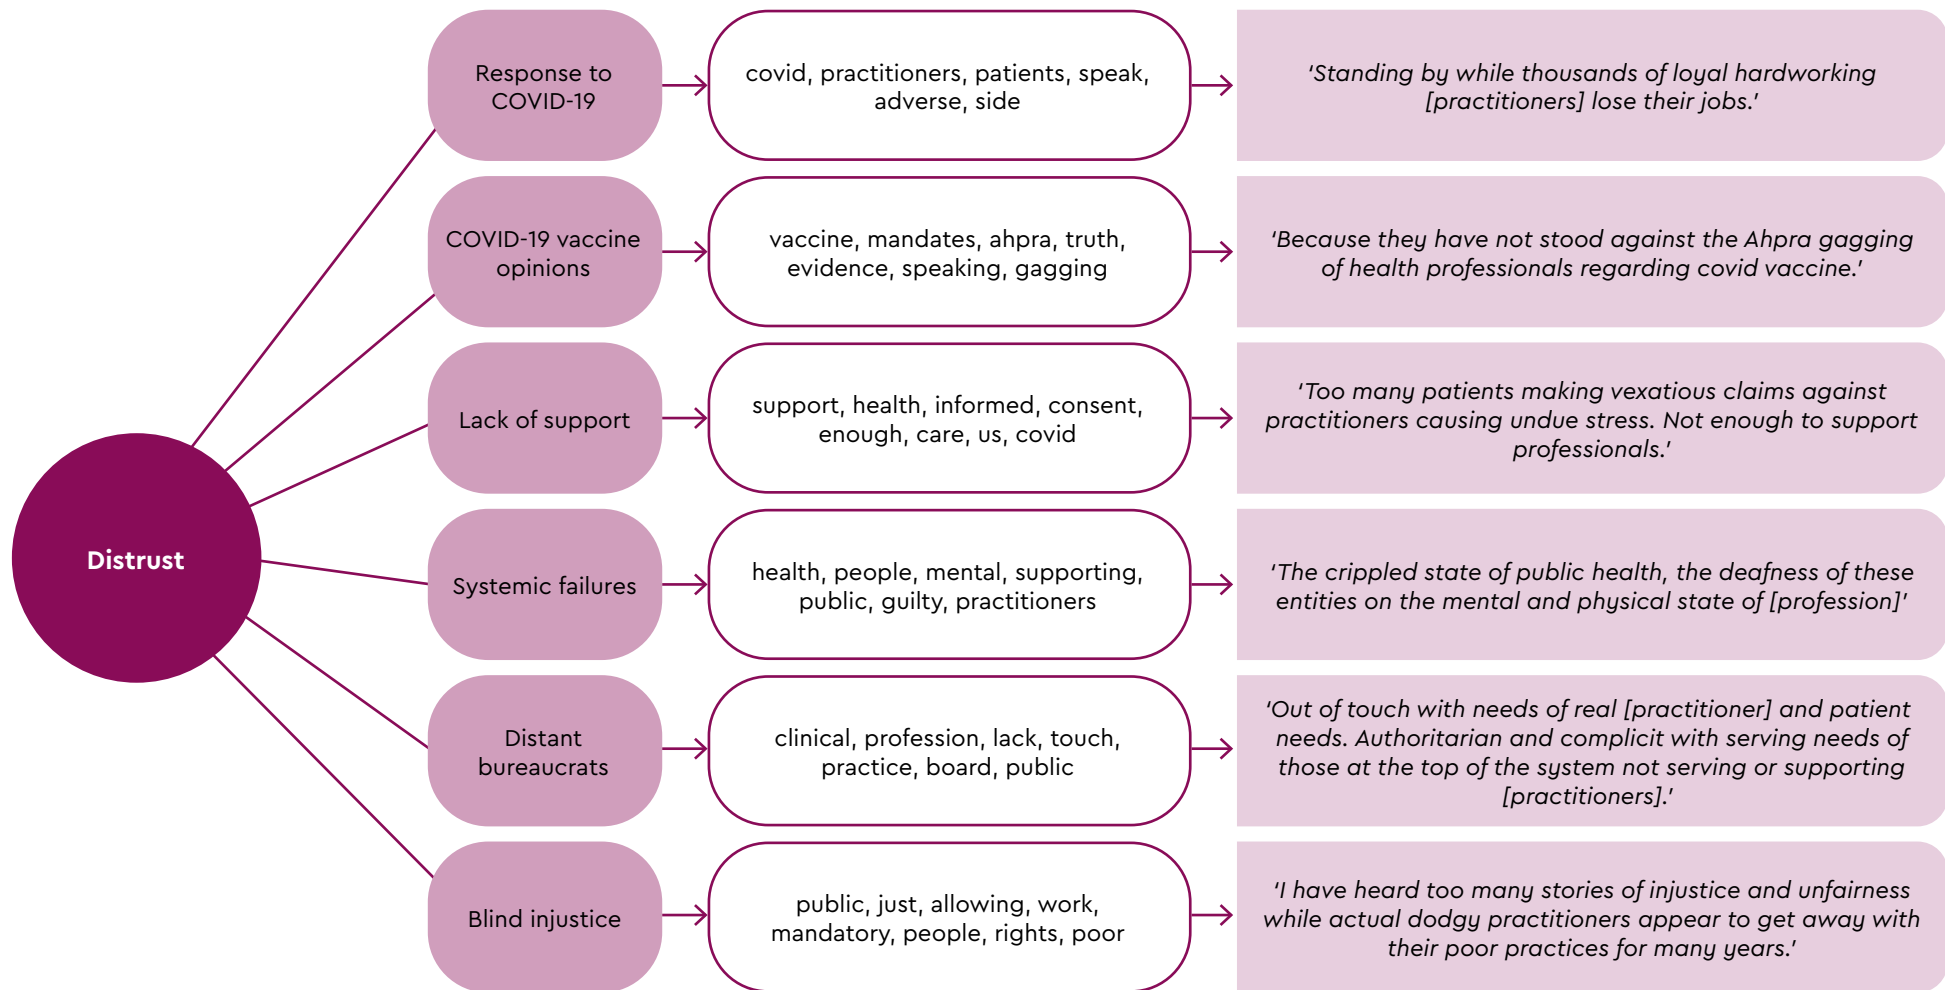 Response to
COVID-19
covid, practitioners, patients, speak,
adverse, side
‘Standing by while thousands of loyal hardworking
[practitioners] lose their jobs.’
COVID-19 vaccine
opinions
vaccine, mandates, ahpra, truth,
evidence, speaking, gagging
‘Because they have not stood against the Ahpra gagging
of health professionals regarding covid vaccine.’
Lack of support
support, health, informed, consent,
enough, care, us, covid
‘Too many patients making vexatious claims against
practitioners causing undue stress. Not enough to support
professionals.’
Distrust
Systemic failures
health, people, mental, supporting,
public, guilty, practitioners
‘The crippled state of public health, the deafness of these
entities on the mental and physical state of [profession]’
Distant
bureaucrats
clinical, profession, lack, touch,
practice, board, public
‘Out of touch with needs of real [practitioner] and patient
needs. Authoritarian and complicit with serving needs of
those at the top of the system not serving or supporting
[practitioners].’
Blind injustice
public, just, allowing, work,
mandatory, people, rights, poor
‘I have heard too many stories of injustice and unfairness
while actual dodgy practitioners appear to get away with
their poor practices for many years.’